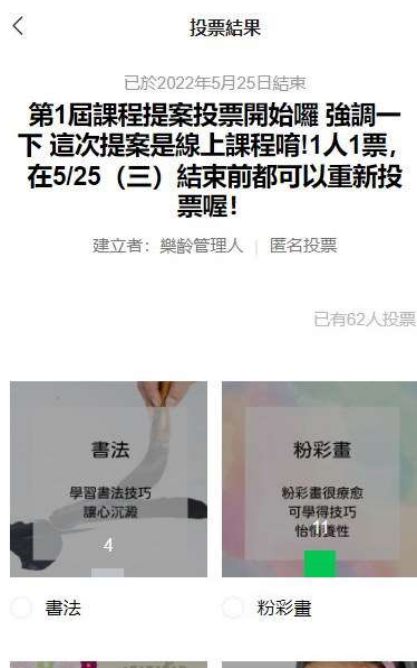 投票結果
已於2022年5月25日結束
第1屆課程提案投票開始囉 強調一
下 這次提案是線上課程唷!1人1票,
在5/25（三）結束前都可以重新投
票喔!
建立者：樂齡管理人 | 匿名投票
已有62人投票
書法
學習書法技巧
讓心沉澱
4
粉彩畫
粉彩畫很療愈
可學得技巧
怡情養性
11
書法
粉彩畫